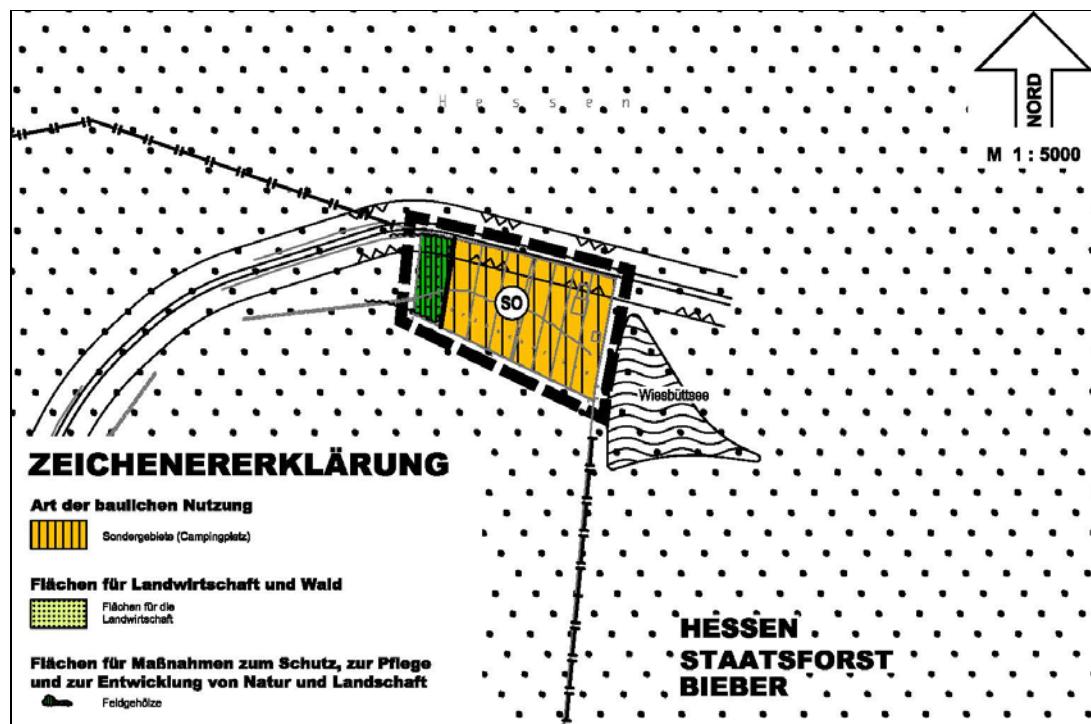 Hessen
NORD
M 1 : 5000
SO
Wiesbüttsee
ZEICHENERERKLÄRUNG
Art der baulichen Nutzung
Sondergebiete (Campingplatz)
Flächen für Landwirtschaft und Wald
Flächen für die
Landwirtschaft
Flächen für Maßnahmen zum Schutz, zur Pflege
und zur Entwicklung von Natur und Landschaft
Feldgehölze
HESSEN
STAATSFORST
BIEBER